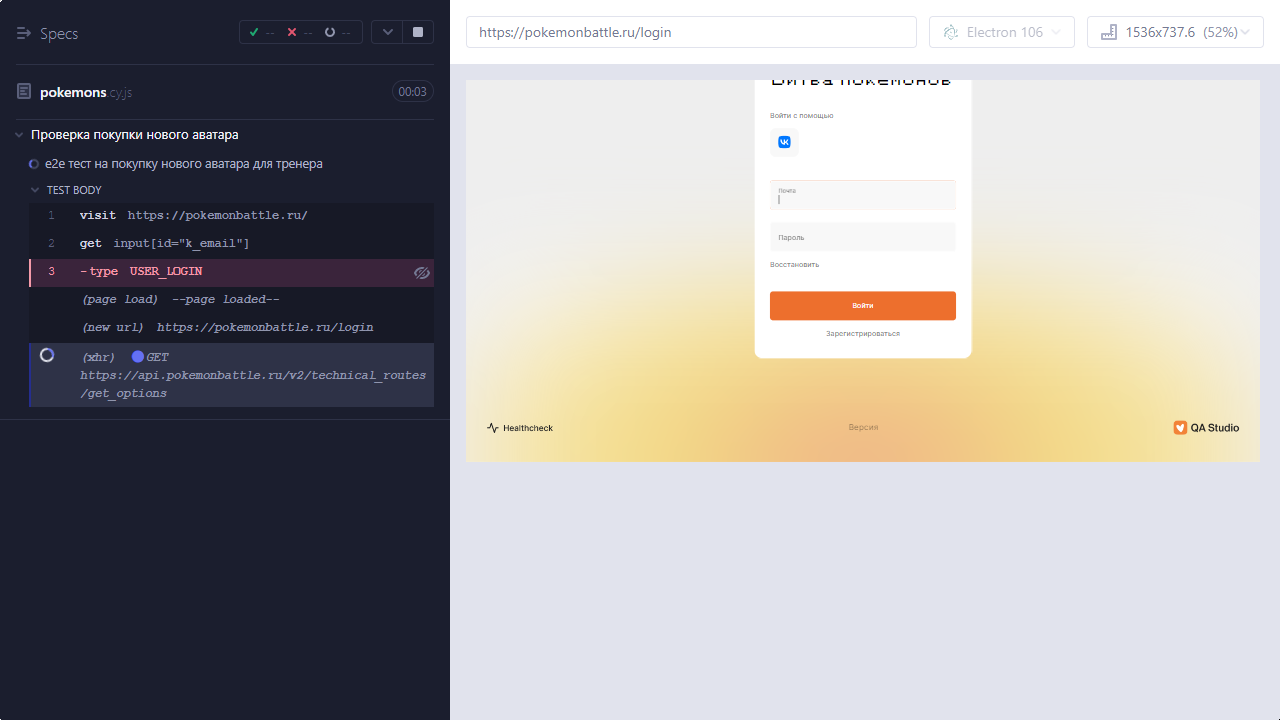 Specs
-- -- --
pokemons.cy.js
00:03
Проверка покупки нового аватара
e2e тест на покупку нового аватара для тренера
TEST BODY
1 visit https://pokemonbattle.ru/
2 get input[id="k_email"]
3 -type USER_LOGIN
(page load) --page loaded--
(new url) https://pokemonbattle.ru/login
(xhr) GET
https://api.pokemonbattle.ru/v2/technical_routes
/get_options
https://pokemonbattle.ru/login
Electron 106
1536x737.6 (52%)
Битва покемонов
Войти с помощью
Почта
Пароль
Восстановить
Войти
Зарегистрироваться
Healthcheck
Версия
QA Studio